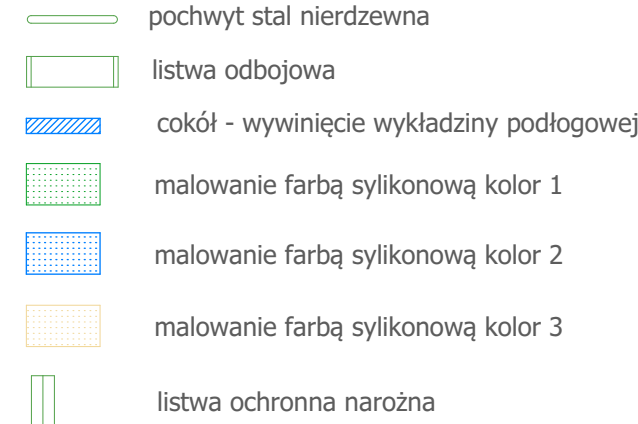 pochwyt stal nierdzewna
listwa odbojowa
cokół - wywinięcie wykładziny podłogowej
malowanie farbą sylikonową kolor 1
malowanie farbą sylikonową kolor 2
malowanie farbą sylikonową kolor 3
listwa ochronna narożna